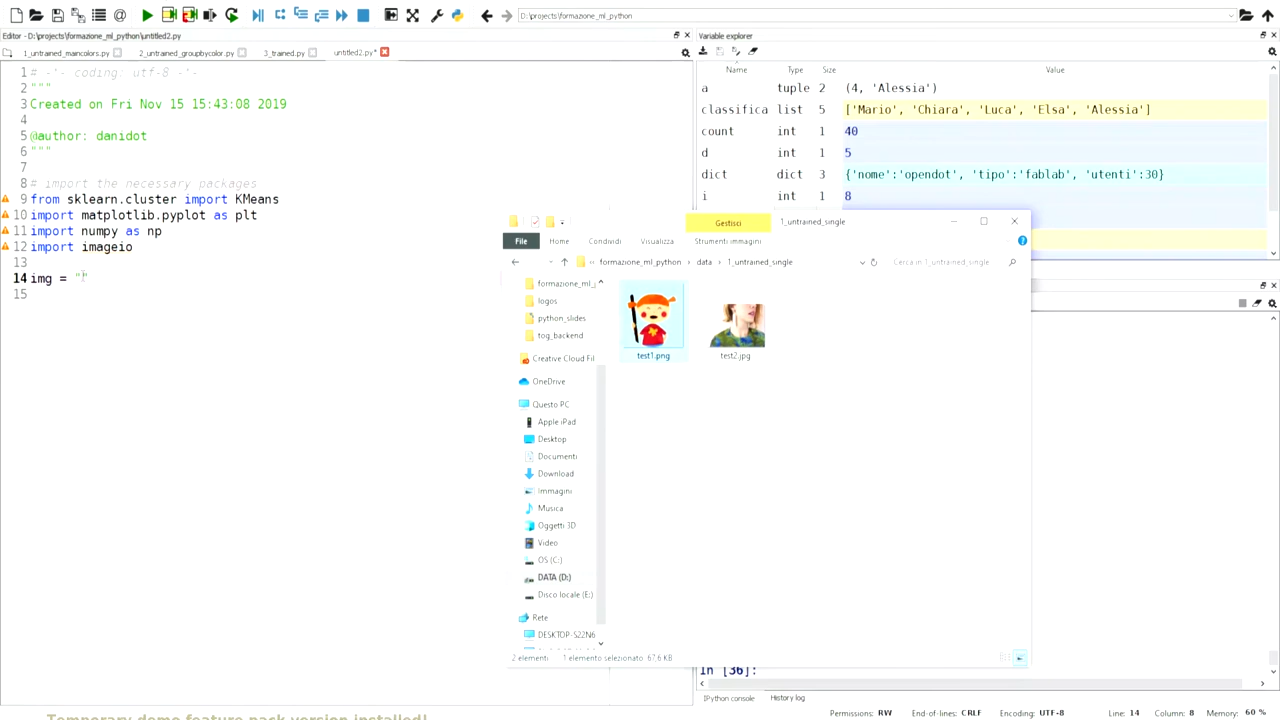 D:\projects\formazione_ml_python
Editor - D:\projects\formazione_ml_python\untitled2.py
1_untrained_maincolors.py
2_untrained_groupbycolor.py
3_trained.py
untitled2.py*
1 # -*- coding: utf-8 -*-
2 """
3 Created on Fri Nov 15 15:43:08 2019
4
5 @author: danidot
6 """
7
8 # import the necessary packages
9 from sklearn.cluster import KMeans
10 import matplotlib.pyplot as plt
11 import numpy as np
12 import imageio
13
14 img = ""
15
Variable explorer
Name Type Size Value
a tuple 2 (4, 'Alessia')
classifica list 5 ['Mario', 'Chiara', 'Luca', 'Elsa', 'Alessia']
count int 1 40
d int 1 5
dict dict 3 {'nome':'opendot', 'tipo':'fablab', 'utenti':30}
i int 1 8
Gestisci
1_untrained_single
File Home Condividi Visualizza Strumenti immagini
formazione_ml_python › data › 1_untrained_single
Cerca in 1_untrained_single
formazione_ml_
logos
python_slides
tog_backend
Creative Cloud Fil
OneDrive
Questo PC
Apple iPad
Desktop
Documenti
Download
Immagini
Musica
Oggetti 3D
Video
OS (C:)
DATA (D:)
Disco locale (E:)
Rete
DESKTOP-S22N6
test1.png
test2.jpg
2 elementi 1 elemento selezionato 67,6 KB
In [36]:
IPython console History log
Temporary demo feature pack version installed!
Permissions: RW End-of-lines: CRLF Encoding: UTF-8 Line: 14 Column: 8 Memory: 60 %